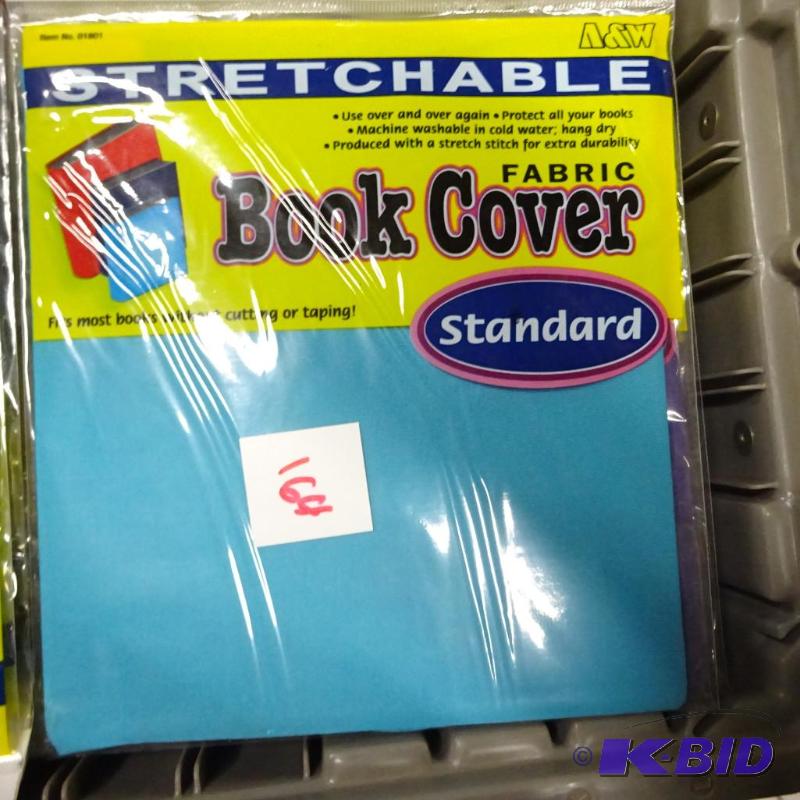 Item No. 01801
A&W
STRETCHABLE
• Use over and over again • Protect all your books
• Machine washable in cold water; hang dry
• Produced with a stretch stitch for extra durability
FABRIC
Book Cover
Fits most books without cutting or taping!
Standard
© K-BID